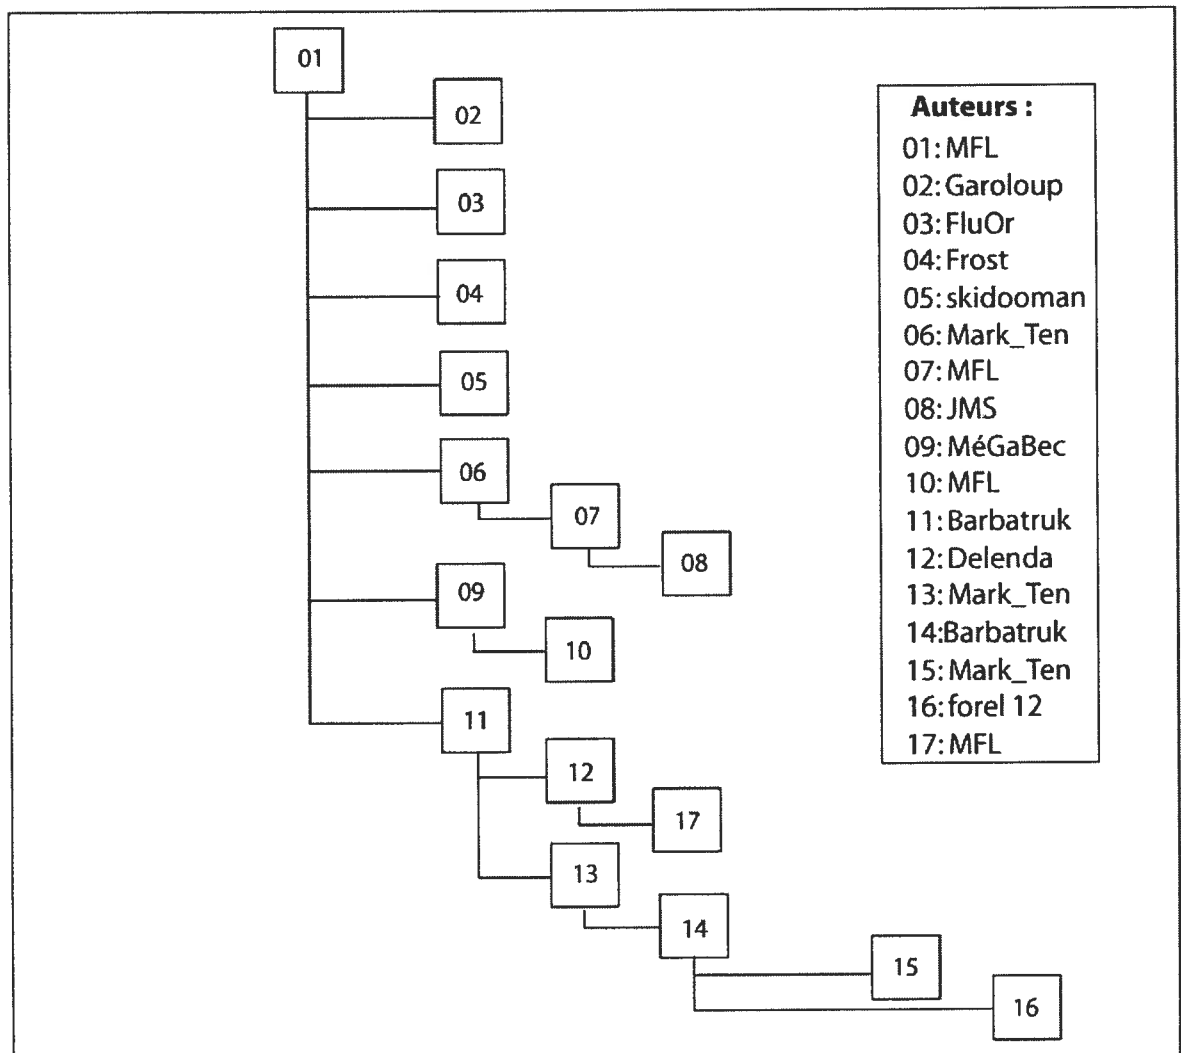 01
02
03
04
05
06
07
08
09
10
11
12
17
13
14
15
16
Auteurs :
01: MFL
02: Garoloup
03: FluOr
04: Frost
05: skidooman
06: Mark_Ten
07: MFL
08: JMS
09: MéGaBec
10: MFL
11: Barbatruk
12: Delenda
13: Mark_Ten
14:Barbatruk
15: Mark_Ten
16: forel 12
17: MFL